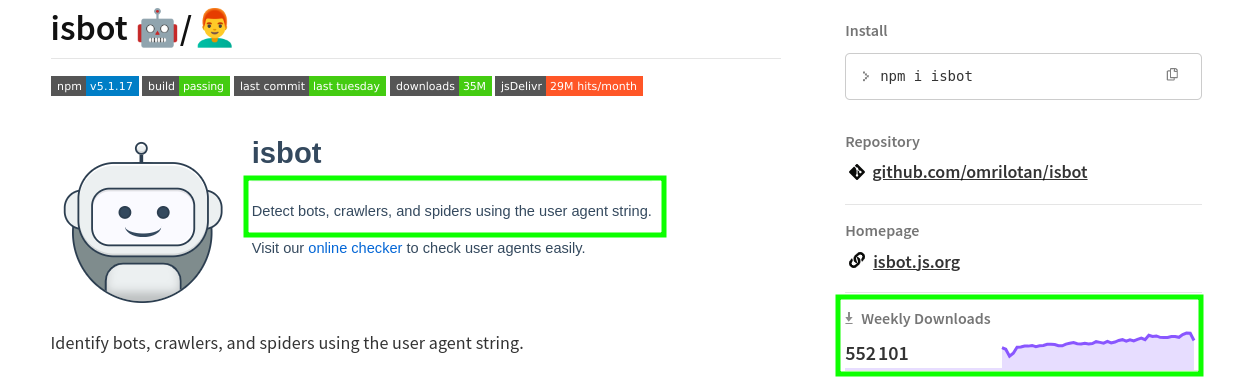 isbot 🤖/👨‍🦰
npm v5.1.17 build passing last commit last tuesday downloads 35M jsDelivr 29M hits/month
isbot
Detect bots, crawlers, and spiders using the user agent string.
Visit our online checker to check user agents easily.
Identify bots, crawlers, and spiders using the user agent string.
Install
> npm i isbot
Repository
github.com/omrilotan/isbot
Homepage
isbot.js.org
Weekly Downloads
552 101